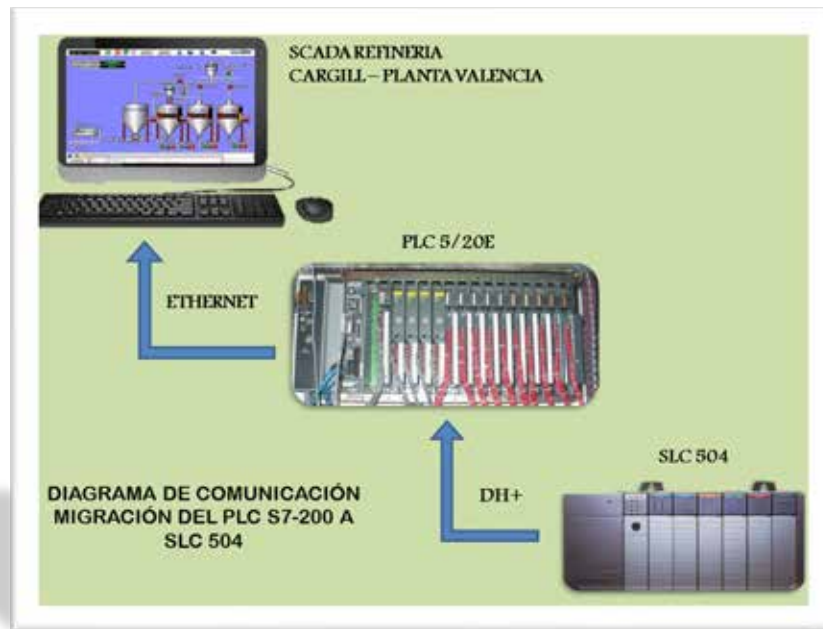 SCADA REFINERIA
CARGILL – PLANTA VALENCIA
PLC 5/20E
ETHERNET
SLC 504
DH+
DIAGRAMA DE COMUNICACIÓN
MIGRACIÓN DEL PLC S7-200 A
SLC 504